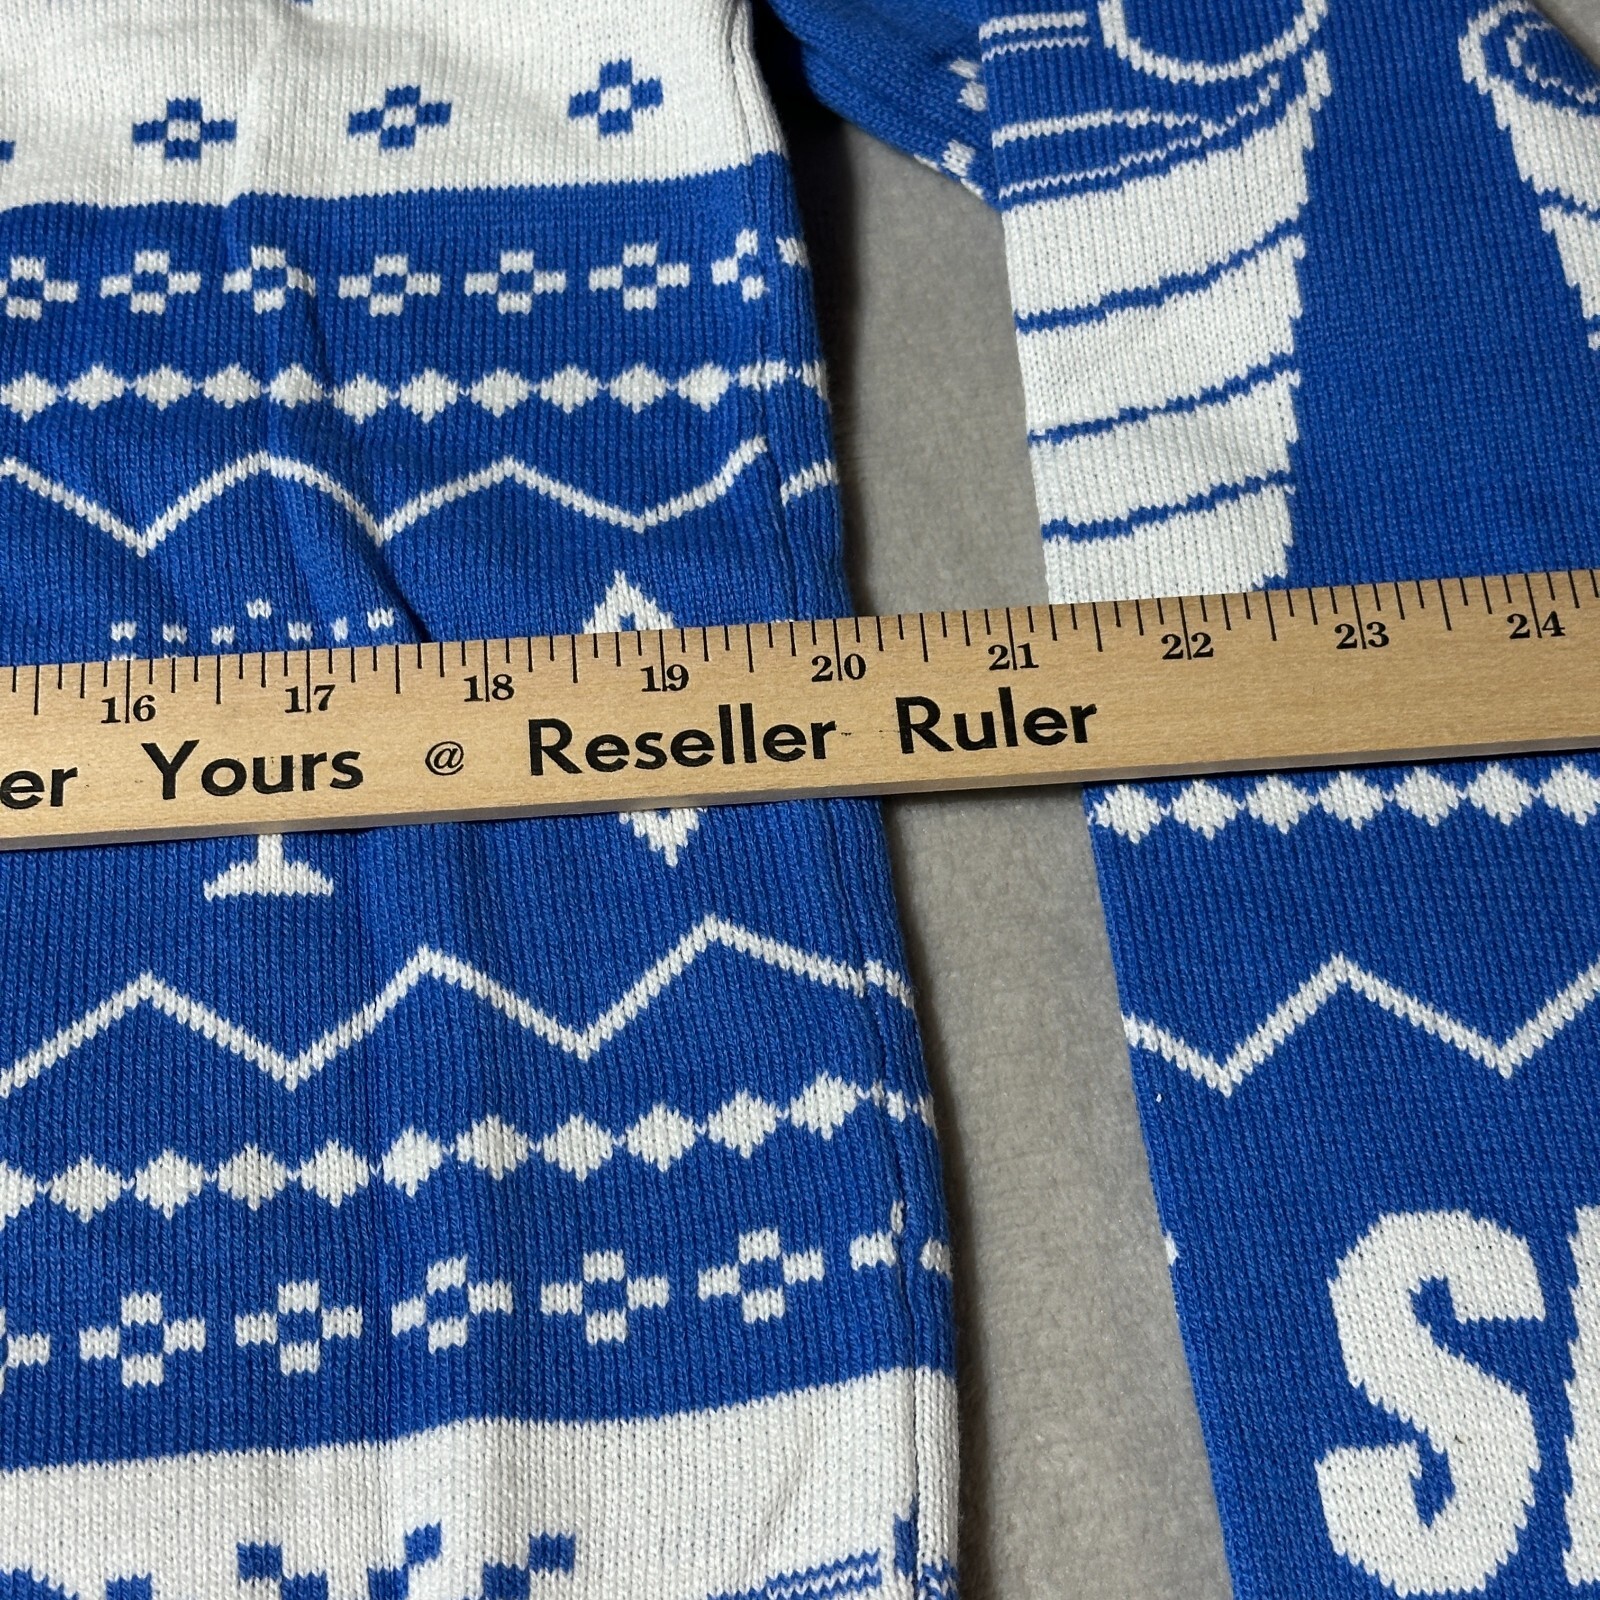 16 17 18 19 20 21 22 23 24
er Yours @ Reseller Ruler
S